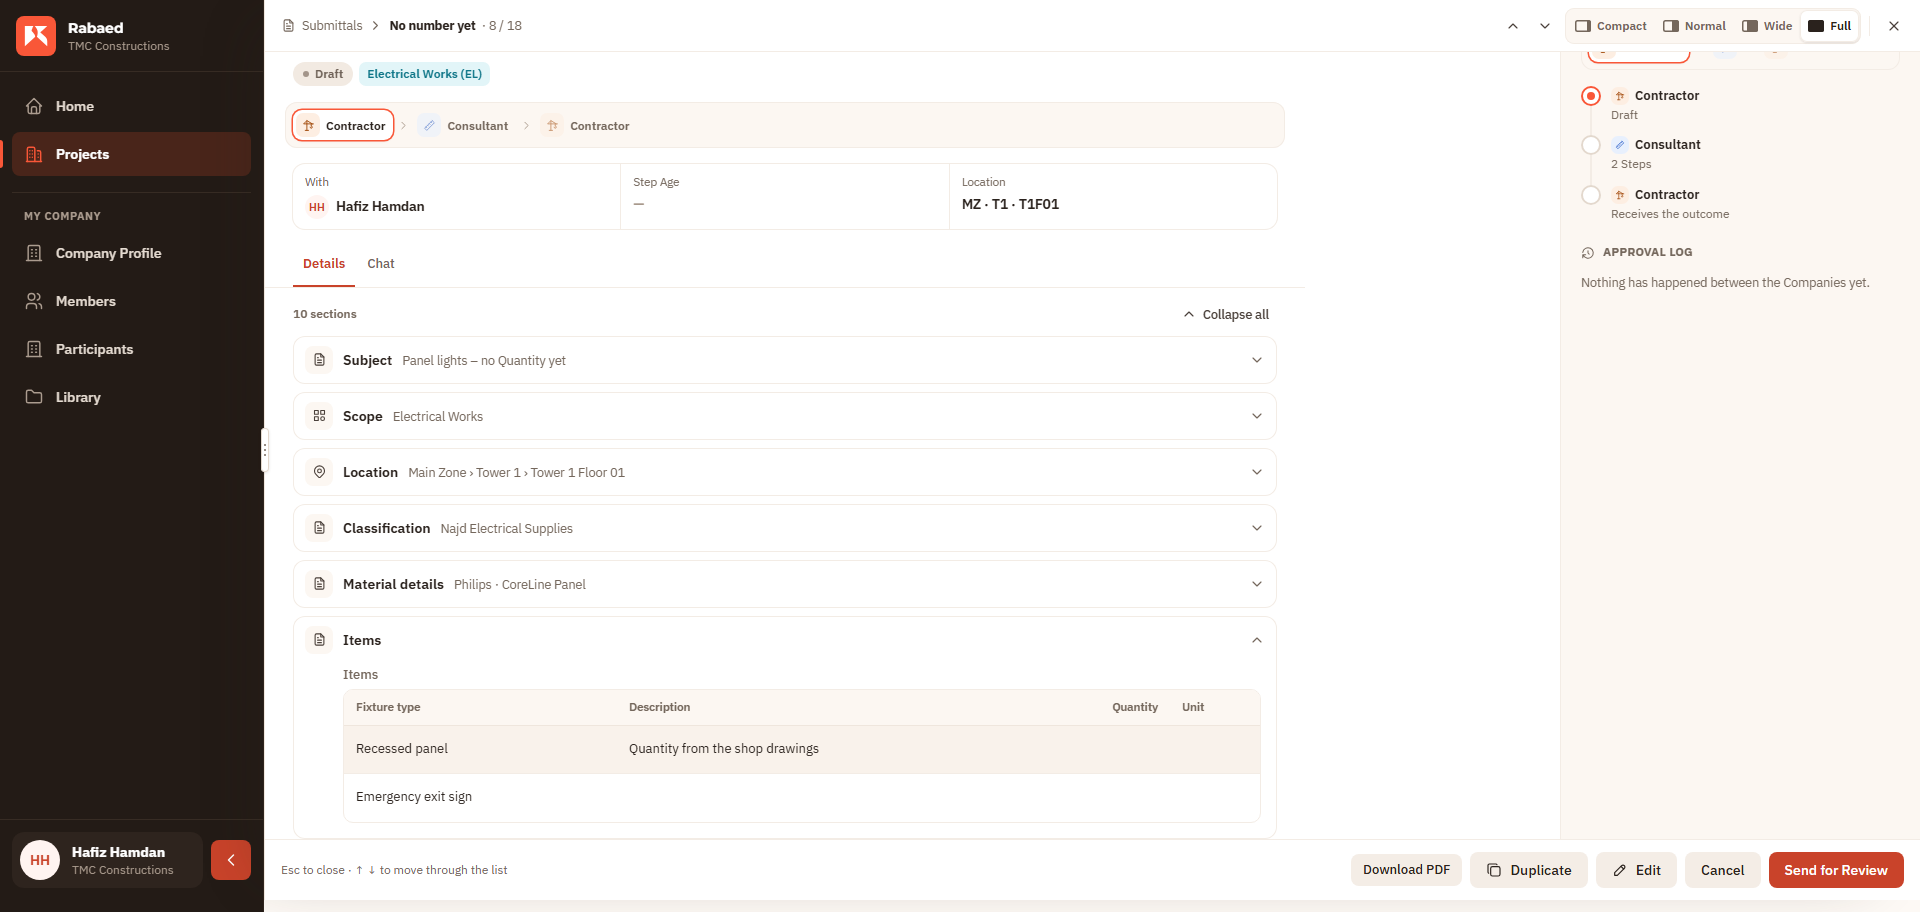 Rabaed
TMC Constructions
Home
Projects
MY COMPANY
Company Profile
Members
Participants
Library
HH
Hafiz Hamdan
TMC Constructions
Submittals
No number yet · 8 / 18
Compact
Normal
Wide
Full
Draft
Electrical Works (EL)
Contractor
Consultant
Contractor
With
HH Hafiz Hamdan
Step Age
—
Location
MZ · T1 · T1F01
Details
Chat
10 sections
Collapse all
Subject Panel lights – no Quantity yet
Scope Electrical Works
Location Main Zone › Tower 1 › Tower 1 Floor 01
Classification Najd Electrical Supplies
Material details Philips · CoreLine Panel
Items
Items
Fixture type Description Quantity Unit
Recessed panel Quantity from the shop drawings
Emergency exit sign
Contractor
Draft
Consultant
2 Steps
Contractor
Receives the outcome
APPROVAL LOG
Nothing has happened between the Companies yet.
Esc to close · ↑ ↓ to move through the list
Download PDF
Duplicate
Edit
Cancel
Send for Review